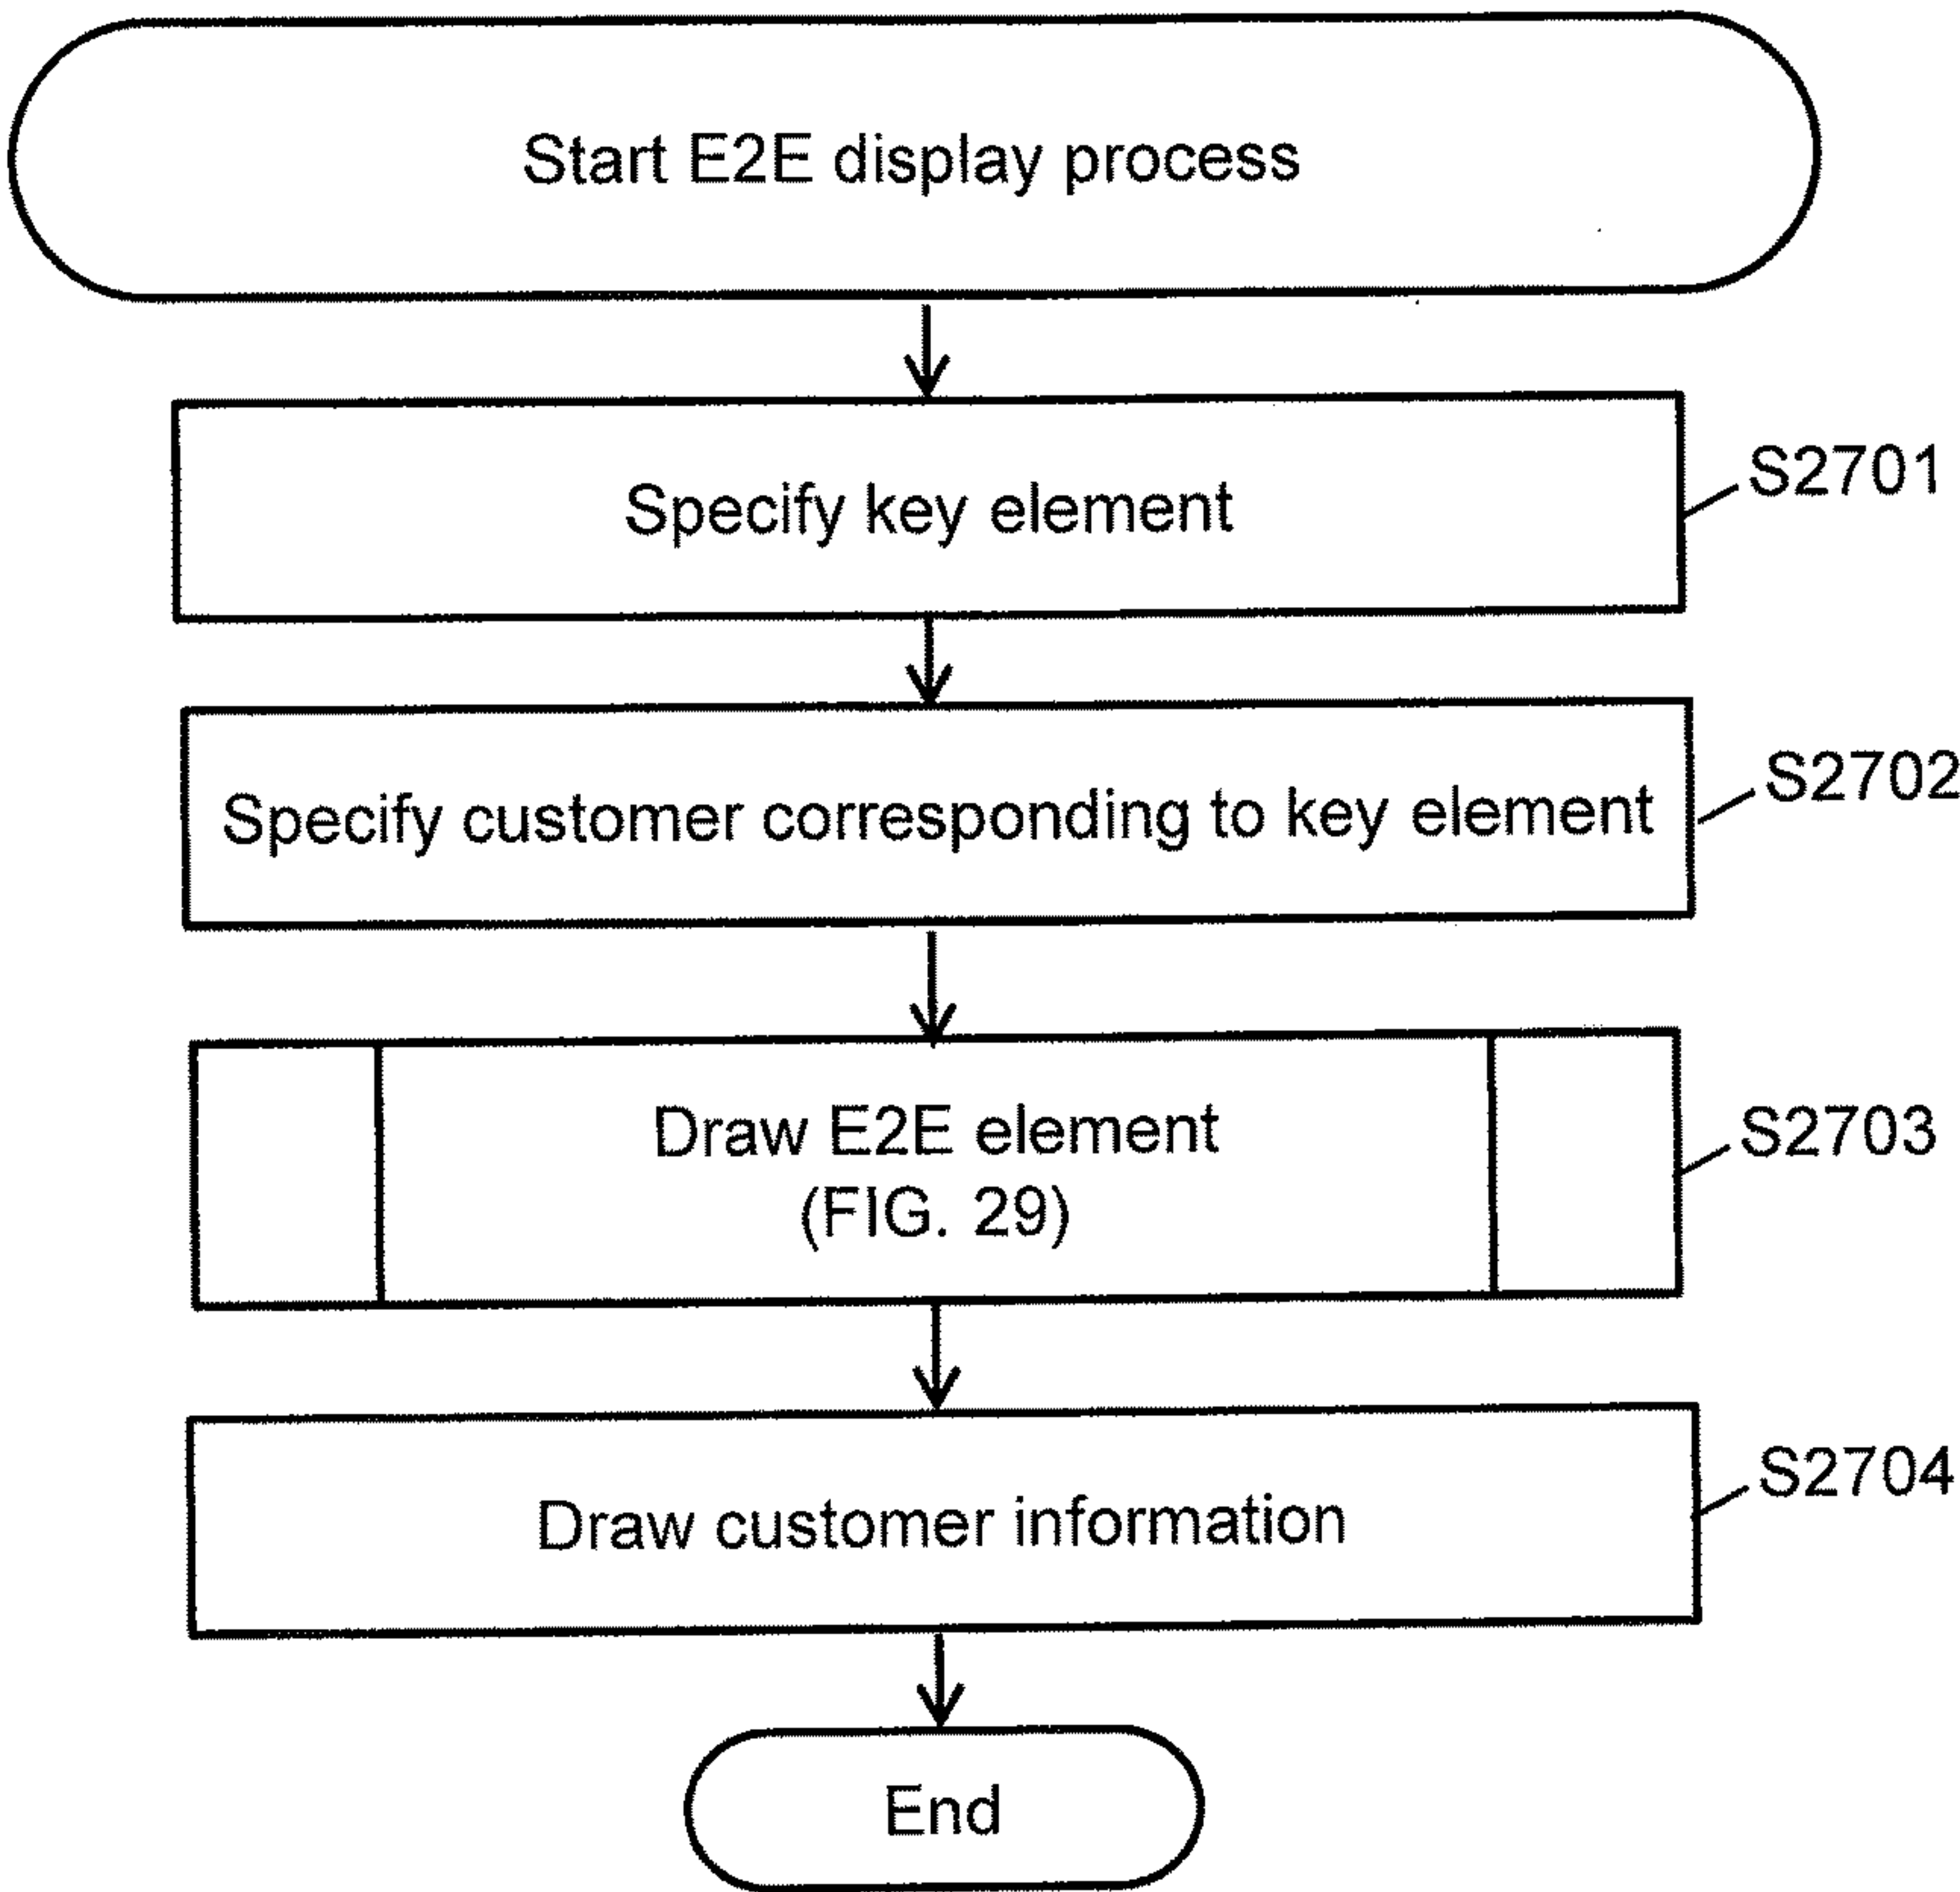 Start E2E display process
Specify key element
S2701
Specify customer corresponding to key element
S2702
Draw E2E element
(FIG. 29)
S2703
Draw customer information
S2704
End